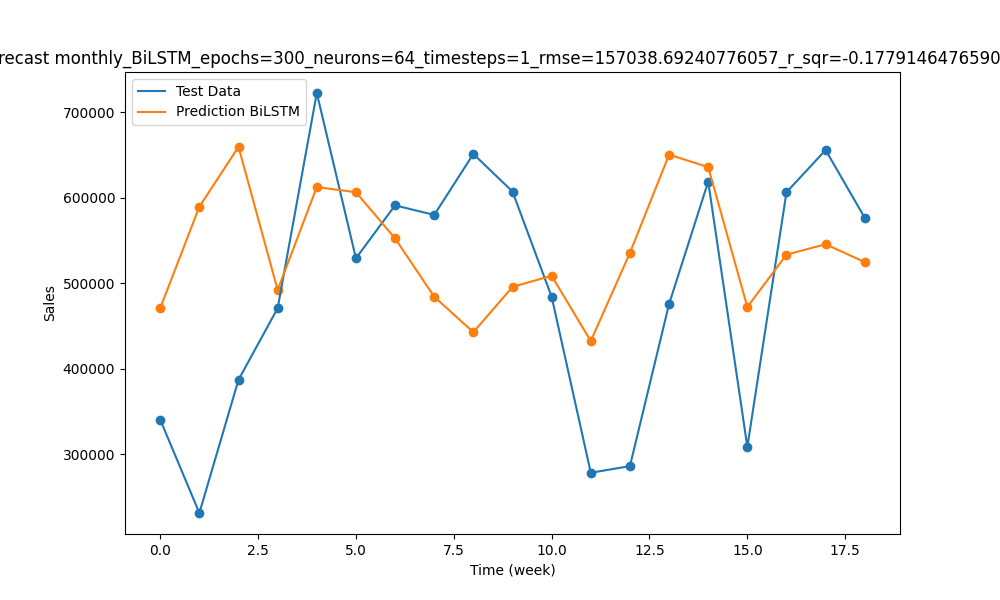 recast monthly_BiLSTM_epochs=300_neurons=64_timesteps=1_rmse=157038.69240776057_r_sqr=-0.1779146476590
Test Data
Prediction BiLSTM
700000
600000
500000
400000
300000
Sales
0.0 2.5 5.0 7.5 10.0 12.5 15.0 17.5
Time (week)